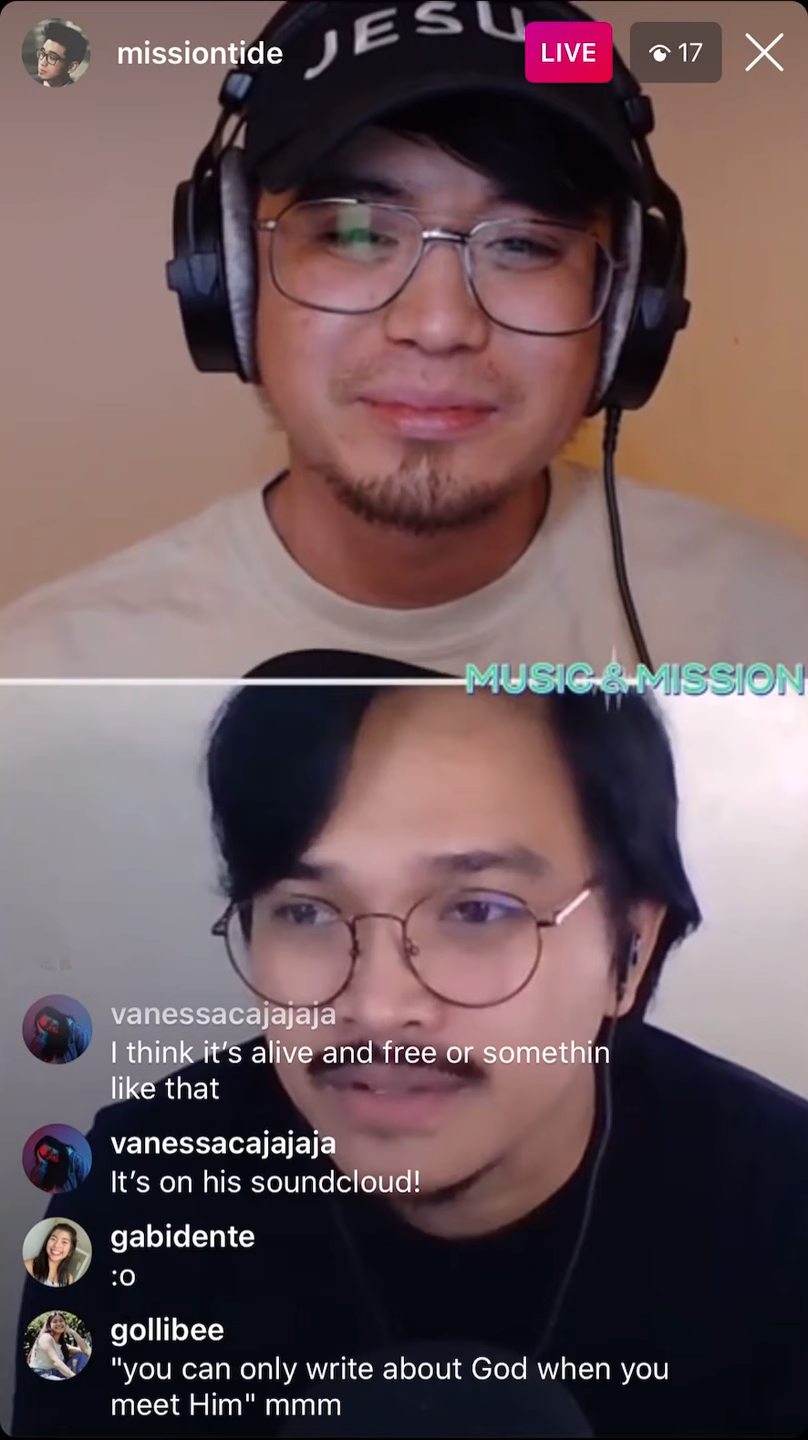 JESU
missiontide
LIVE
17
MUSIC & MISSION
vanessacajajaja
I think it’s alive and free or somethin
like that
vanessacajajaja
It’s on his soundcloud!
gabidente
:o
gollibee
"you can only write about God when you
meet Him" mmm